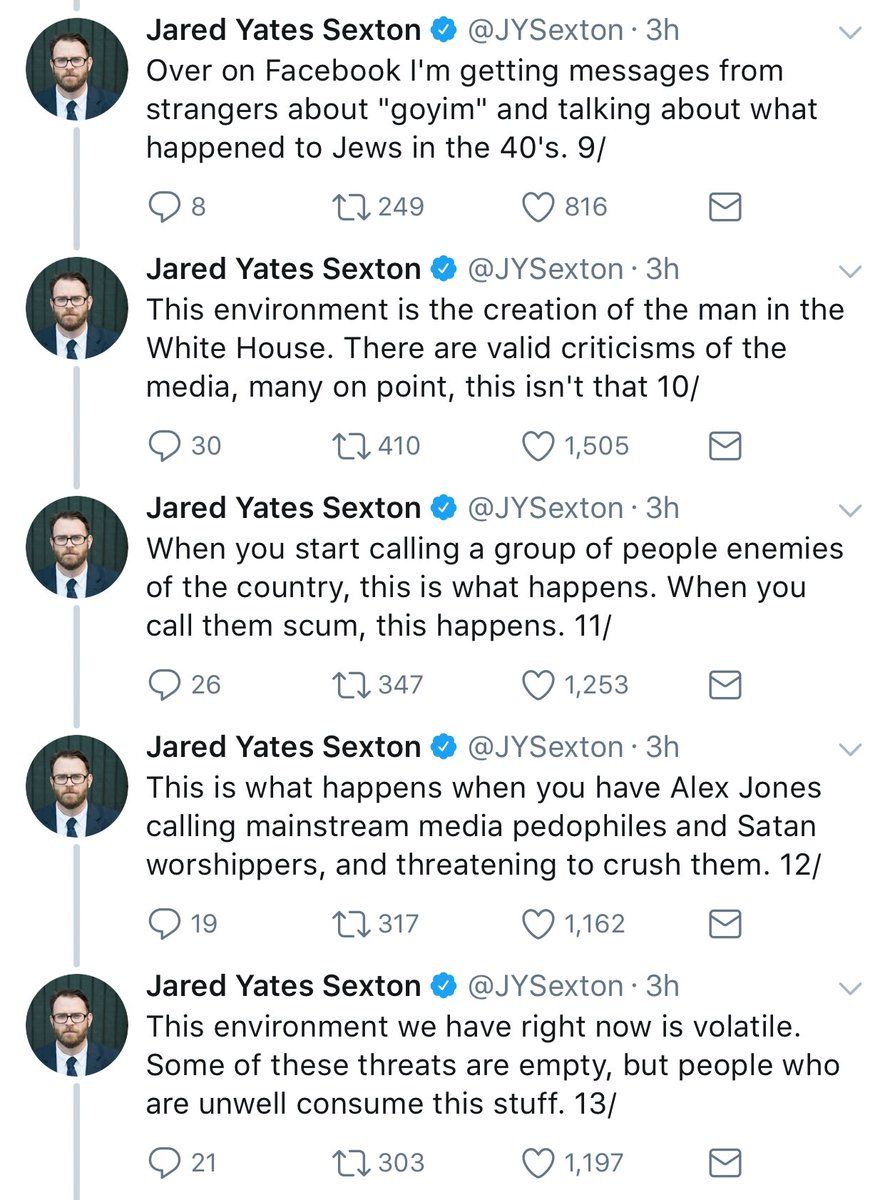 Jared Yates Sexton @JYSexton · 3h
Over on Facebook I'm getting messages from
strangers about "goyim" and talking about what
happened to Jews in the 40's. 9/
8 249 816
Jared Yates Sexton @JYSexton · 3h
This environment is the creation of the man in the
White House. There are valid criticisms of the
media, many on point, this isn't that 10/
30 410 1,505
Jared Yates Sexton @JYSexton · 3h
When you start calling a group of people enemies
of the country, this is what happens. When you
call them scum, this happens. 11/
26 347 1,253
Jared Yates Sexton @JYSexton · 3h
This is what happens when you have Alex Jones
calling mainstream media pedophiles and Satan
worshippers, and threatening to crush them. 12/
19 317 1,162
Jared Yates Sexton @JYSexton · 3h
This environment we have right now is volatile.
Some of these threats are empty, but people who
are unwell consume this stuff. 13/
21 303 1,197